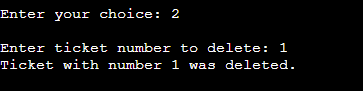 Enter your choice: 2
Enter ticket number to delete: 1
Ticket with number 1 was deleted.